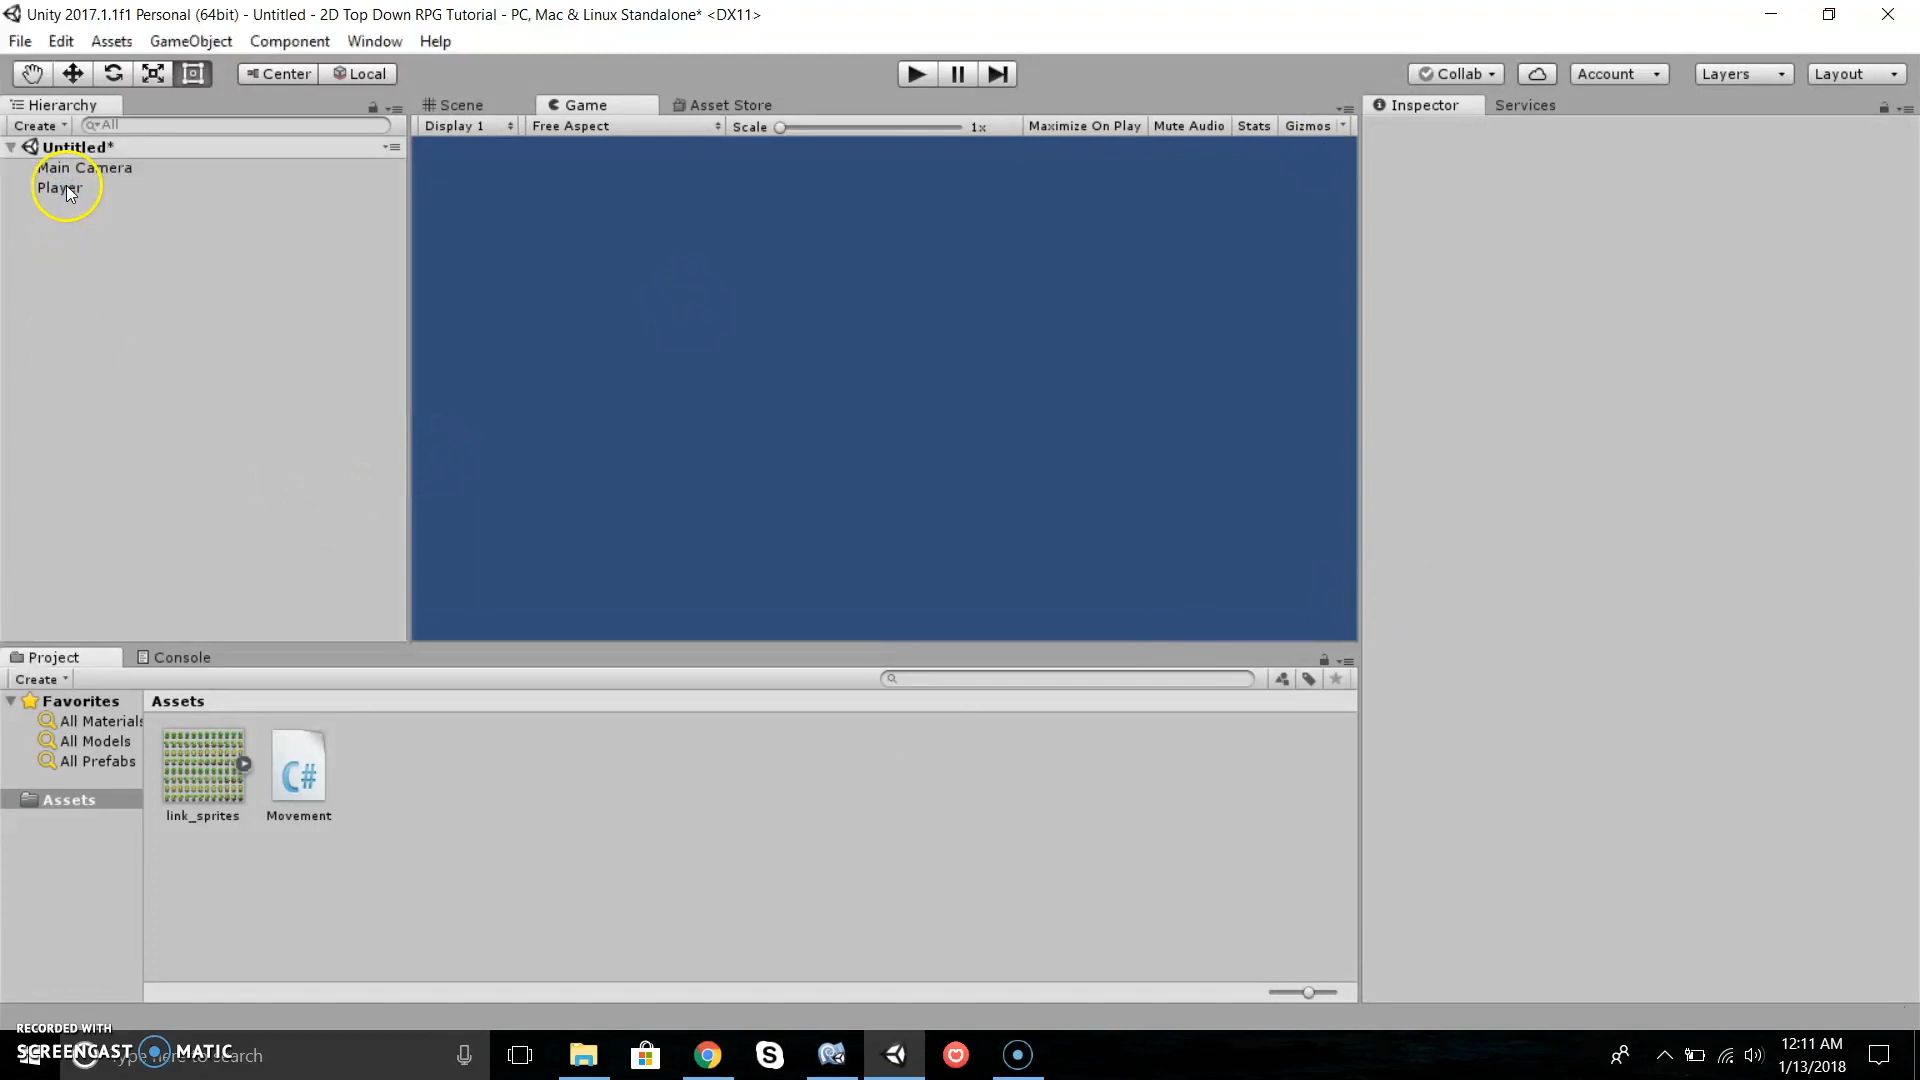 Unity 2017.1.1f1 Personal (64bit) - Untitled - 2D Top Down RPG Tutorial - PC, Mac & Linux Standalone* <DX11>
File Edit Assets GameObject Component Window Help
Center Local Collab Account Layers Layout
Hierarchy Scene Game Asset Store Inspector Services
Create All Display 1 Free Aspect Scale 1x Maximize On Play Mute Audio Stats Gizmos
Untitled*
Main Camera
Player
Project Console
Create
Favorites Assets
All Materials
All Models
All Prefabs
Assets
C#
link_sprites Movement
RECORDED WITH
SCREENCAST MATIC
Type here to search
12:11 AM
1/13/2018